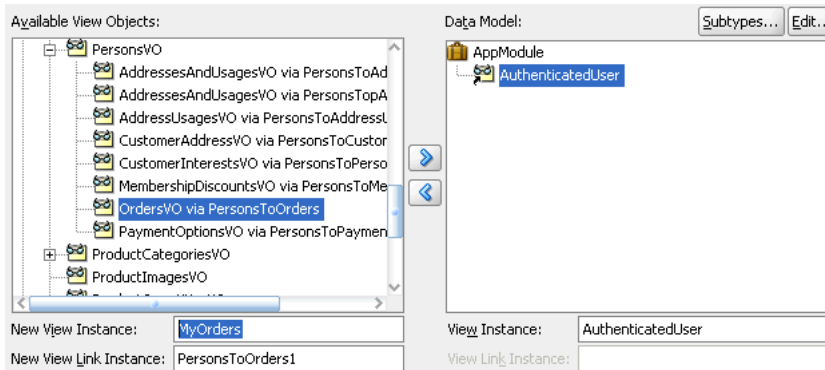 Available View Objects:
PersonsVO
AddressesAndUsagesVO via PersonsToAd
AddressesAndUsagesVO via PersonsTopA
AddressUsagesVO via PersonsToAddressU
CustomerAddressVO via PersonsToCustor
CustomerInterestsVO via PersonsToPerso
MembershipDiscountsVO via PersonsToMe
OrdersVO via PersonsToOrders
PaymentOptionsVO via PersonsToPaymen
ProductCategoriesVO
ProductImagesVO
New View Instance: MyOrders
New View Link Instance: PersonsToOrders1
Data Model:
Subtypes... Edit...
AppModule
AuthenticatedUser
View Instance: AuthenticatedUser
View Link Instance: